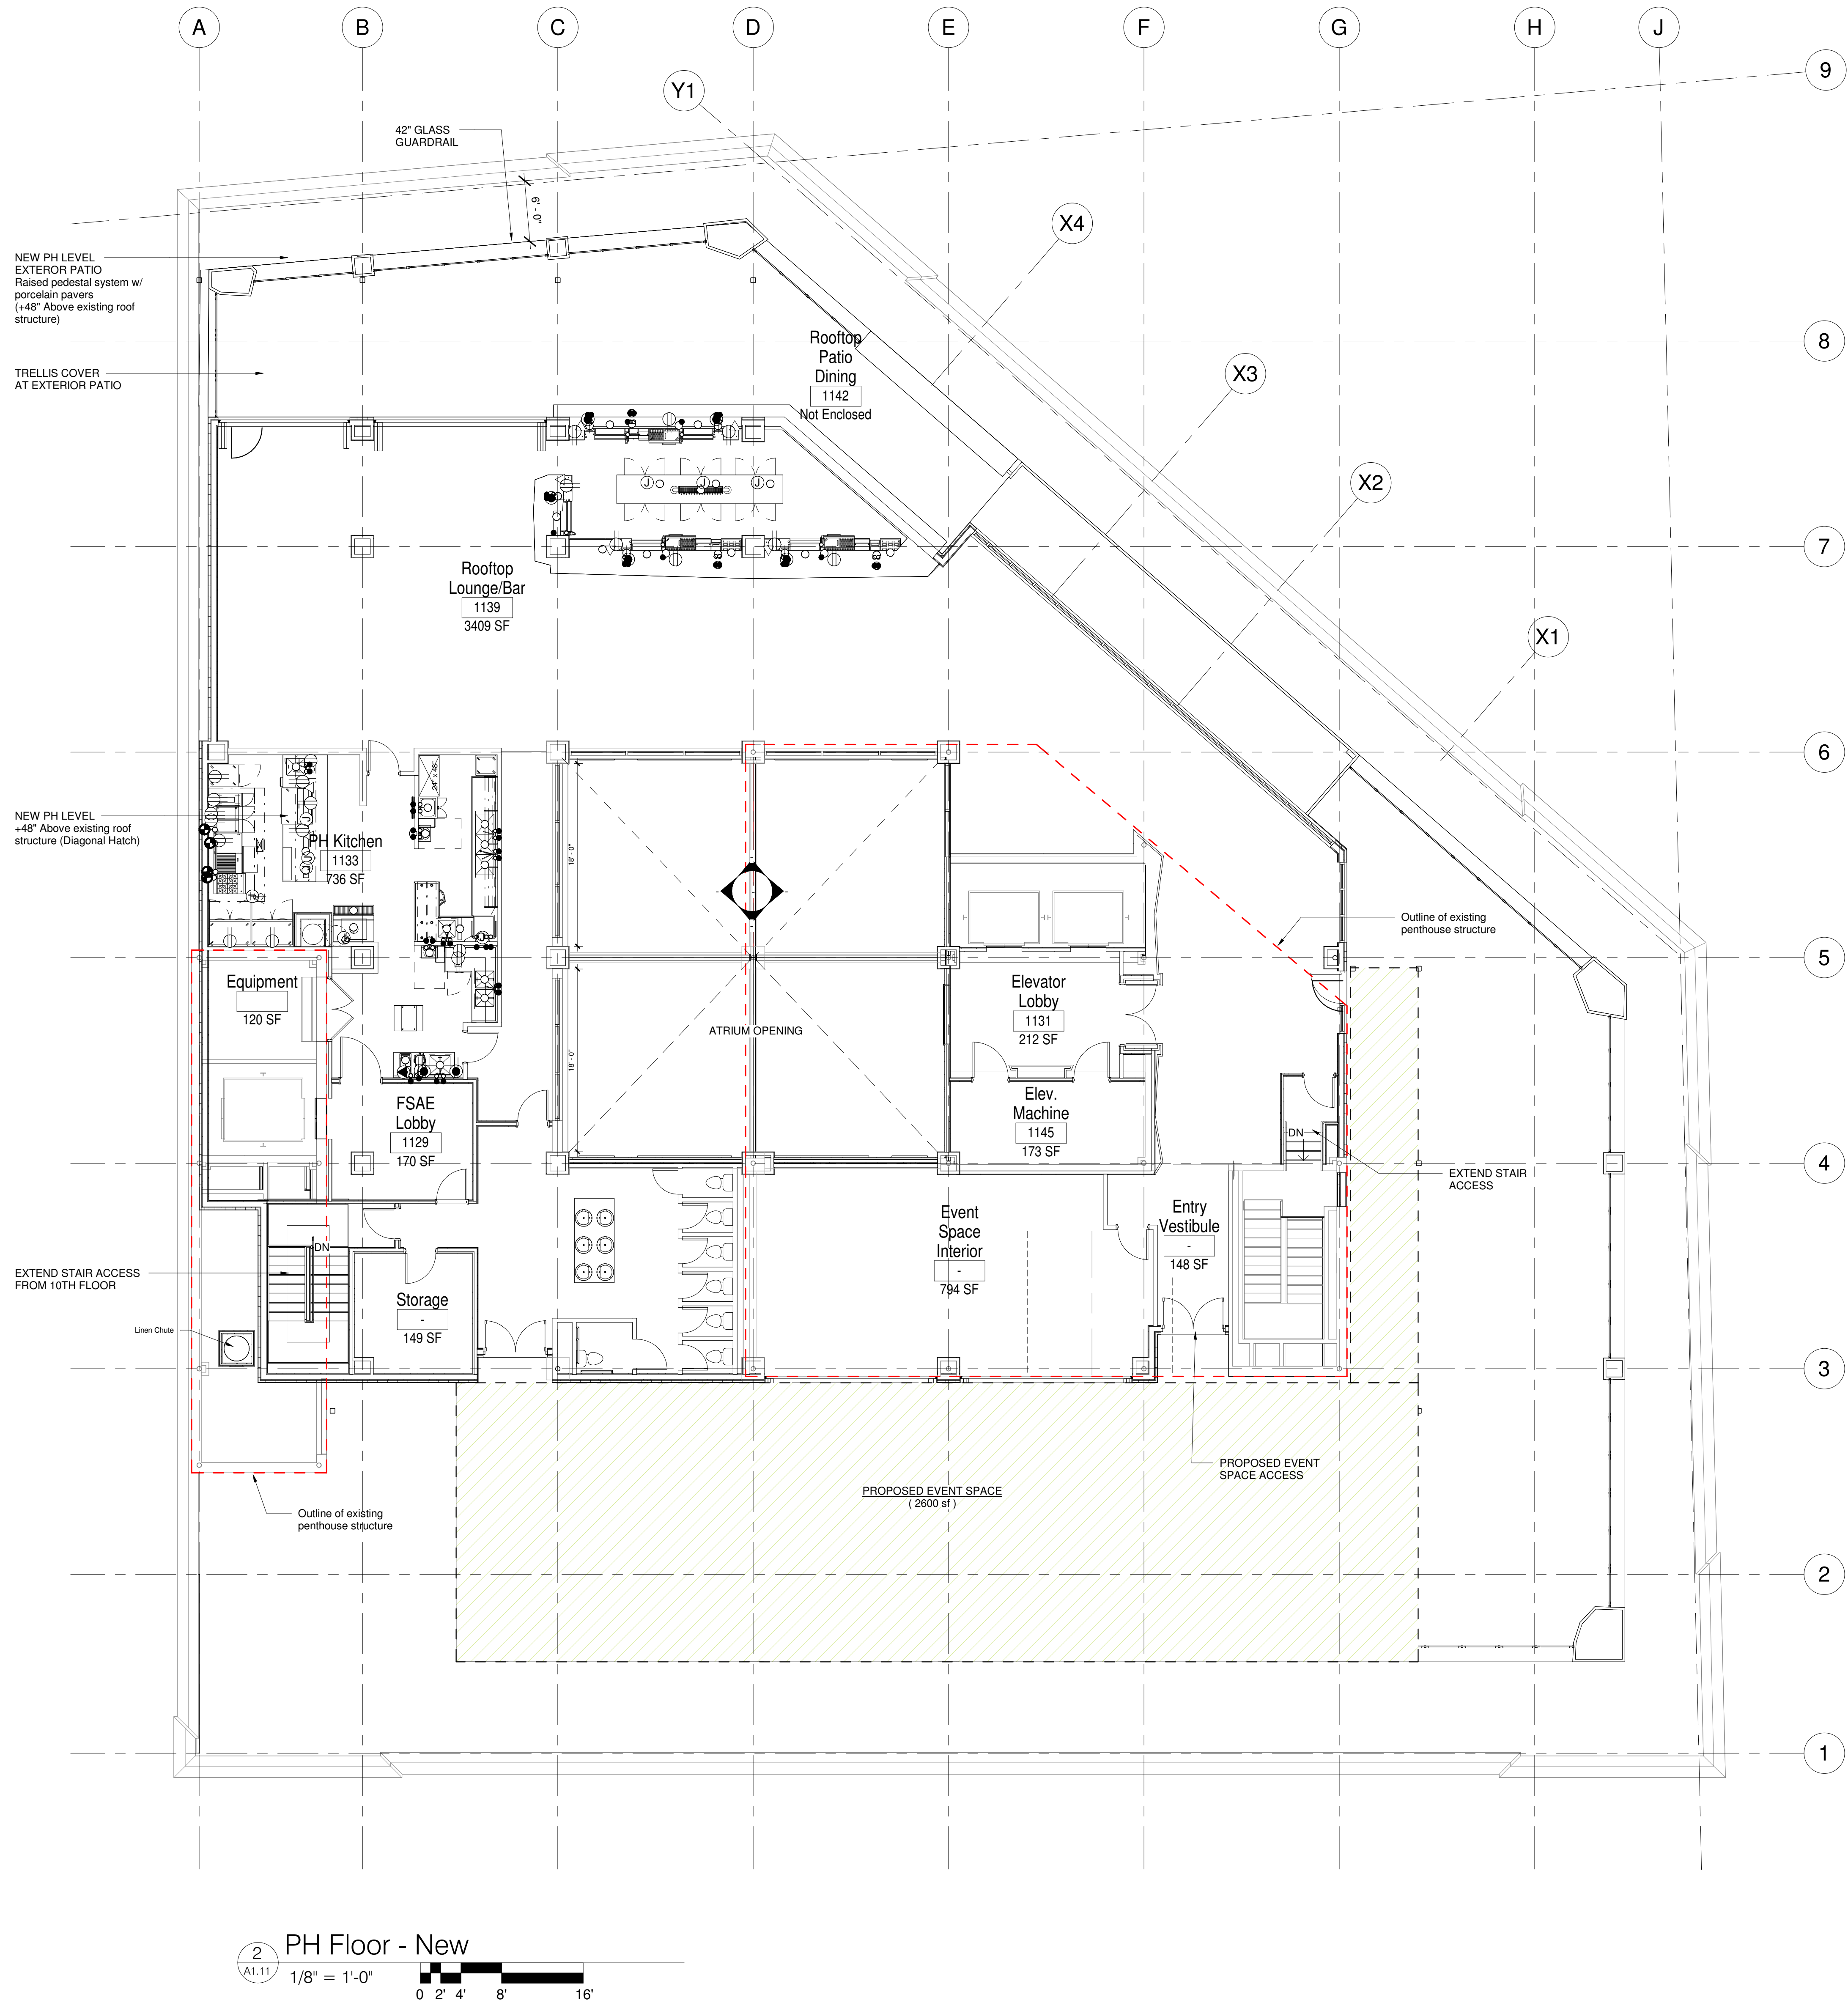 A
B
C
D
E
F
G
H
J
9
Y1
42" GLASS
GUARDRAIL
6' - 0"
X4
NEW PH LEVEL
EXTEROR PATIO
Raised pedestal system w/
porcelain pavers
(+48" Above existing roof
structure)
8
Rooftop
Patio
Dining
1142
Not Enclosed
TRELLIS COVER
AT EXTERIOR PATIO
X3
J
J
J
X2
7
Rooftop
Lounge/Bar
1139
3409 SF
X1
6
24" x 48"
NEW PH LEVEL
+48" Above existing roof
structure (Diagonal Hatch)
J
PH Kitchen
1133
736 SF
J
J
18' - 0"
Outline of existing
penthouse structure
5
Equipment
120 SF
Elevator
Lobby
1131
212 SF
ATRIUM OPENING
18' - 0"
FSAE
Lobby
1129
170 SF
Elev.
Machine
1145
173 SF
DN
4
EXTEND STAIR
ACCESS
Event
Space
Interior
-
794 SF
Entry
Vestibule
-
148 SF
DN
EXTEND STAIR ACCESS
FROM 10TH FLOOR
Storage
-
149 SF
Linen Chute
3
PROPOSED EVENT
SPACE ACCESS
PROPOSED EVENT SPACE
( 2600 sf )
Outline of existing
penthouse structure
2
1
2
A1.11
PH Floor - New
1/8" = 1'-0"
0 2' 4' 8' 16'